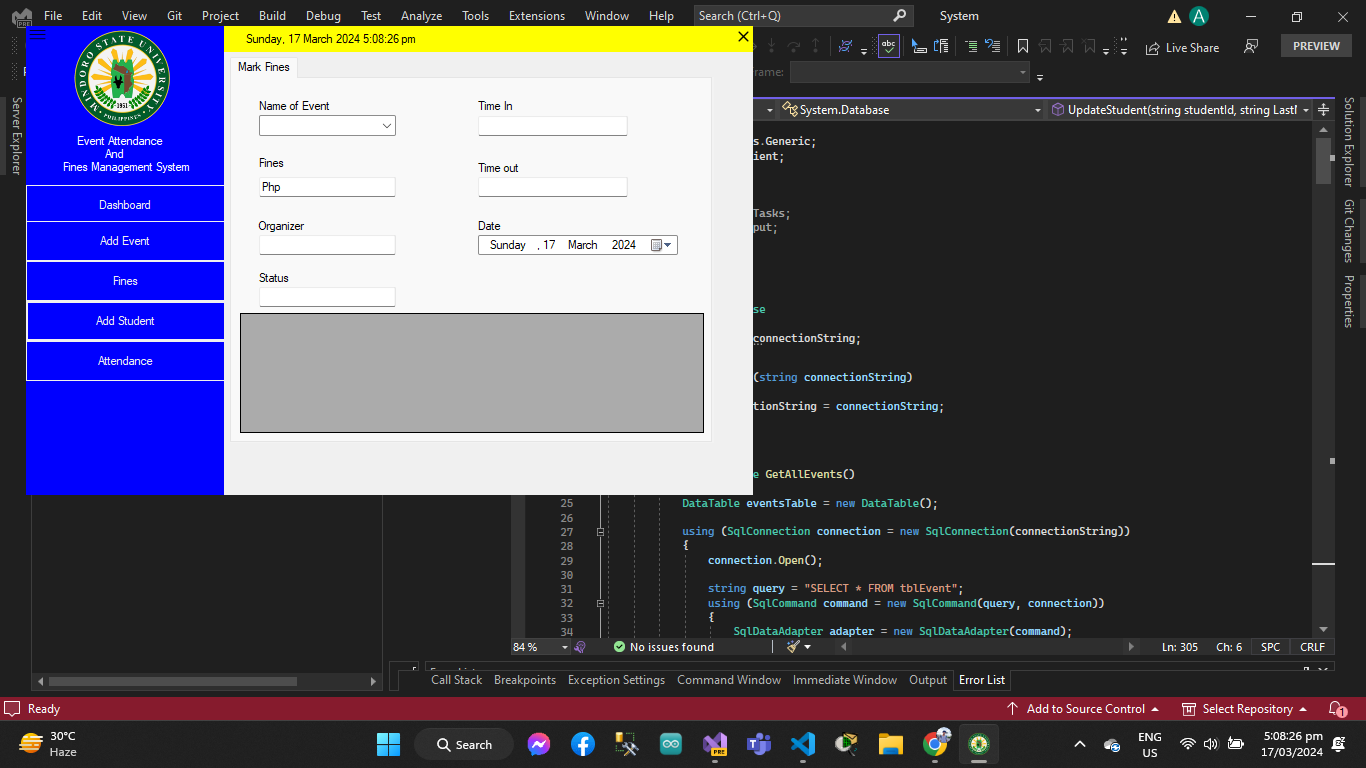 File Edit View Git Project Build Debug Test Analyze Tools Extensions Window Help Search (Ctrl+Q) System
Live Share PREVIEW
Sunday, 17 March 2024 5:08:26 pm
MINDORO STATE UNIVERSITY
1951
PHILIPPINES
Event Attendance
And
Fines Management System
Dashboard
Add Event
Fines
Add Student
Attendance
Mark Fines
Name of Event
Time In
Fines
Php
Time out
Organizer
Date
Sunday , 17 March 2024
Status
Server Explorer
rame:
System.Database UpdateStudent(string studentId, string LastN
s.Generic;
ient;
Tasks;
put;
se
connectionString;
(string connectionString)
tionString = connectionString;
e GetAllEvents()
25 DataTable eventsTable = new DataTable();
26
27 using (SqlConnection connection = new SqlConnection(connectionString))
28 {
29 connection.Open();
30
31 string query = "SELECT * FROM tblEvent";
32 using (SqlCommand command = new SqlCommand(query, connection))
33 {
34 SqlDataAdapter adapter = new SqlDataAdapter(command);
Solution Explorer
Git Changes
Properties
84 % No issues found Ln: 305 Ch: 6 SPC CRLF
Call Stack Breakpoints Exception Settings Command Window Immediate Window Output Error List
Ready Add to Source Control Select Repository 1
30°C
Haze
Search
PRE
ENG
US
5:08:26 pm
17/03/2024